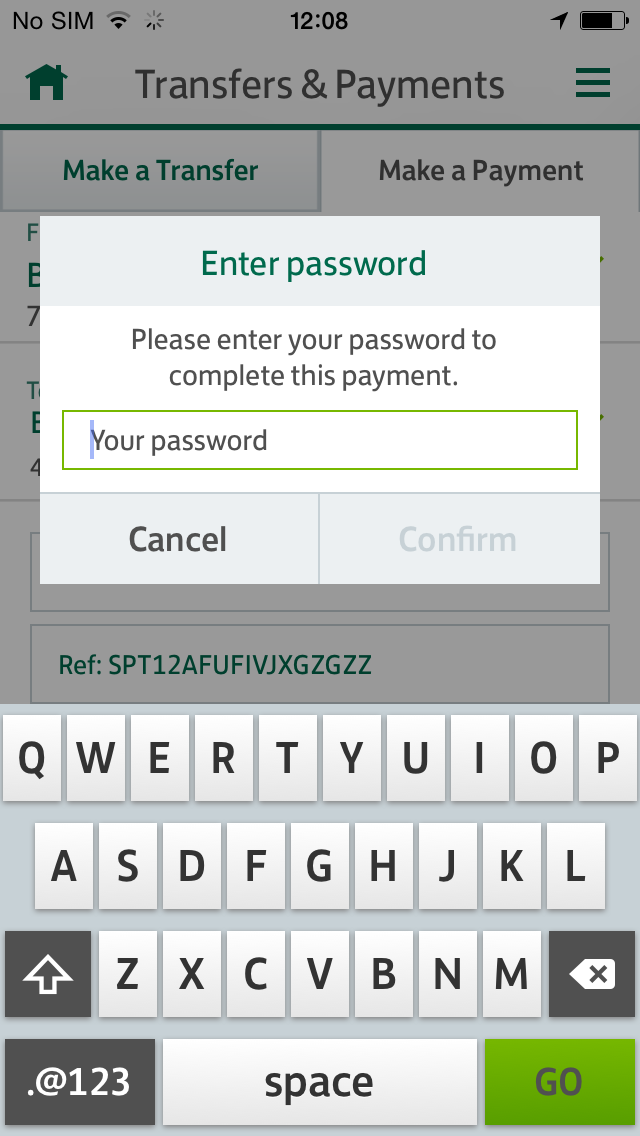 No SIM 12:08
Transfers & Payments
Make a Transfer Make a Payment
F
B
7
Enter password
Please enter your password to
complete this payment.
Your password
Cancel Confirm
Ref: SPT12AFUFIVJXGZGZZ
Q W E R T Y U I O P
A S D F G H J K L
Z X C V B N M
.@123 space GO